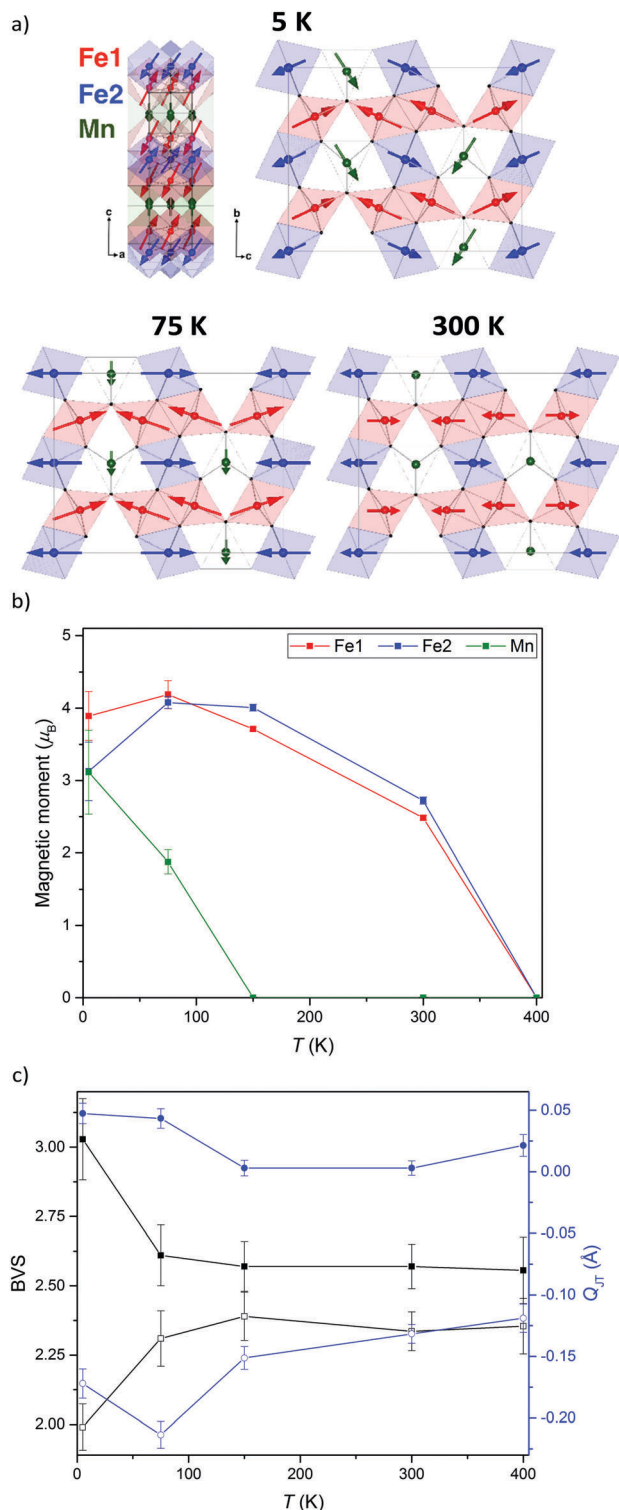 a)
5 K
Fe1
Fe2
Mn
c
a
b
c
75 K
300 K
b)
5
4
3
2
1
0
Magnetic moment (μB)
Fe1 Fe2 Mn
0 100 200 300 400
T (K)
c)
3.00
2.75
2.50
2.25
2.00
BVS
0.05
0.00
-0.05
-0.10
-0.15
-0.20
QJT (Å)
0 100 200 300 400
T (K)